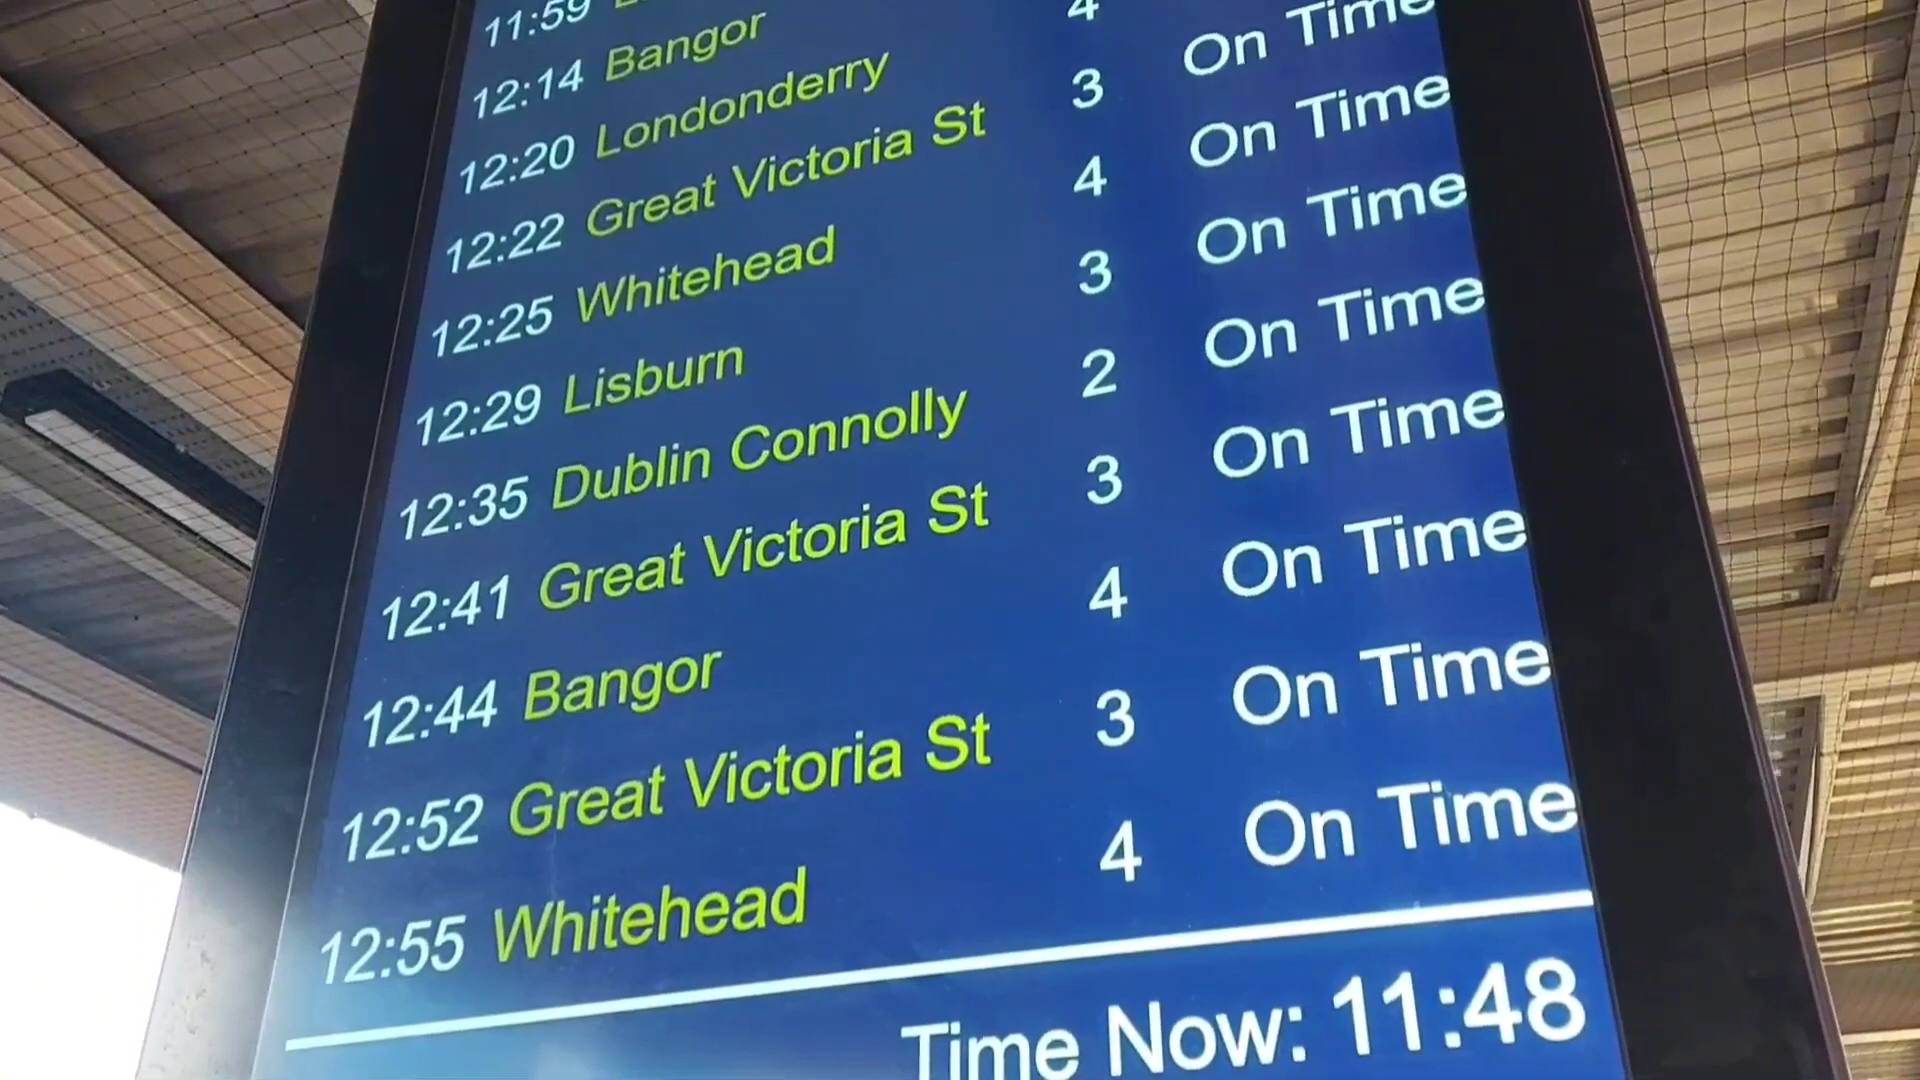 11:59
12:14 Bangor
12:20 Londonderry 4
12:22 Great Victoria St 3 On Time
12:25 Whitehead 4 On Time
12:29 Lisburn 3 On Time
12:35 Dublin Connolly 2 On Time
12:41 Great Victoria St 3 On Time
12:44 Bangor 4 On Time
12:52 Great Victoria St 3 On Time
12:55 Whitehead 4 On Time
Time Now: 11:48